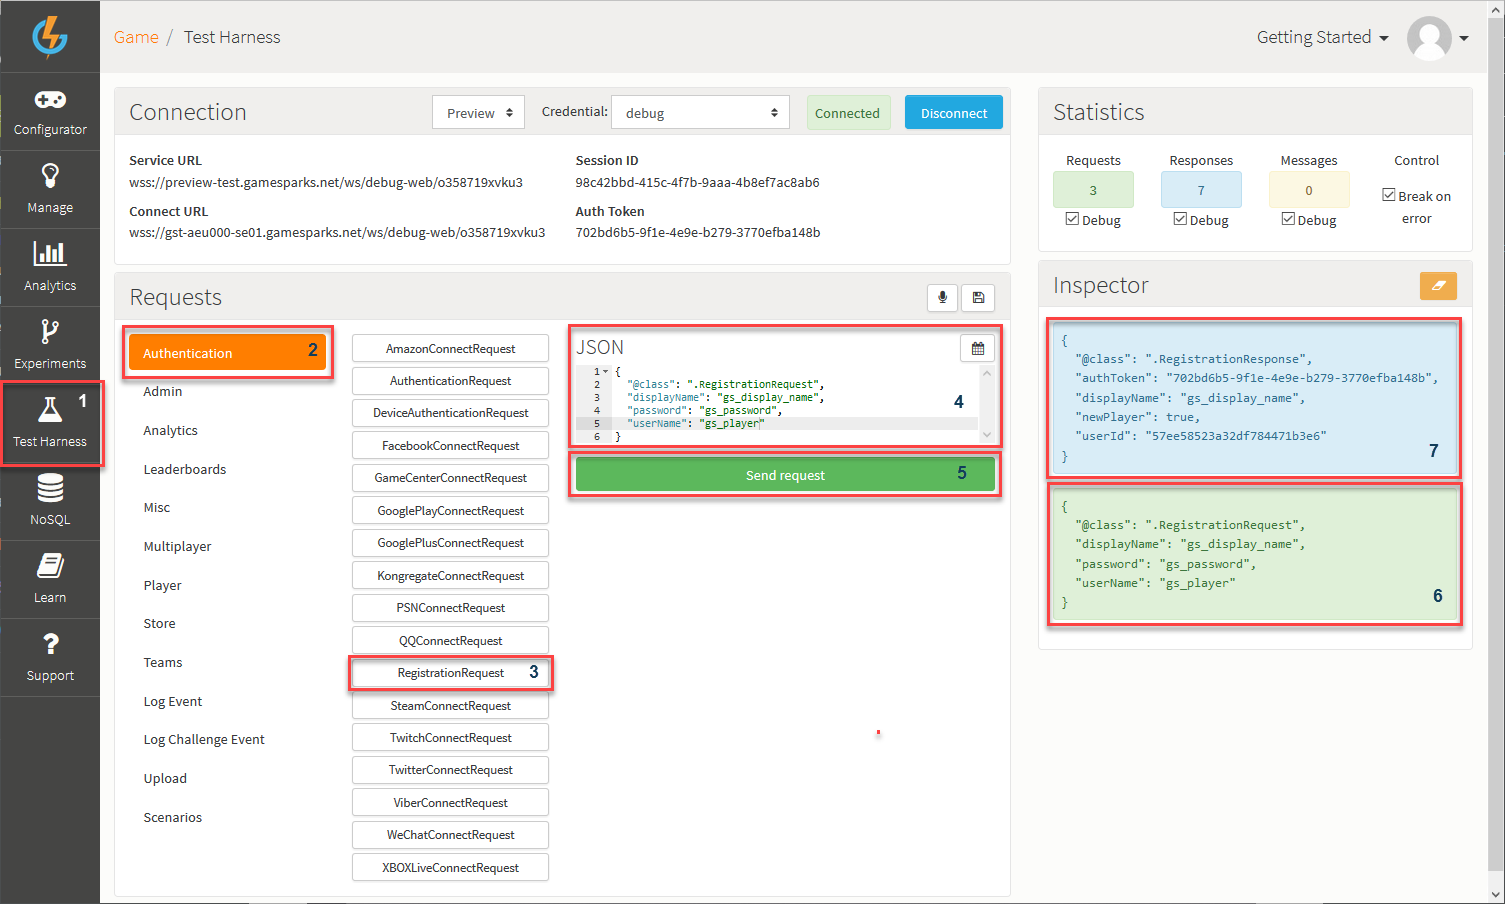 Game / Test Harness
Getting Started
Configurator
Manage
Analytics
Experiments
1
Test Harness
NoSQL
Learn
?
Support
Connection
Preview
Credential:
debug
Connected
Disconnect
Service URL
wss://preview-test.gamesparks.net/ws/debug-web/o358719xvku3
Connect URL
wss://gst-aeu000-se01.gamesparks.net/ws/debug-web/o358719xvku3
Session ID
98c42bbd-415c-4f7b-9aaa-4b8ef7ac8ab6
Auth Token
702bd6b5-9f1e-4e9e-b279-3770efba148b
Statistics
Requests
3
Debug
Responses
7
Debug
Messages
0
Debug
Control
Break on
error
Requests
Authentication 2
Admin
Analytics
Leaderboards
Misc
Multiplayer
Player
Store
Teams
Log Event
Log Challenge Event
Upload
Scenarios
AmazonConnectRequest
AuthenticationRequest
DeviceAuthenticationRequest
FacebookConnectRequest
GameCenterConnectRequest
GooglePlayConnectRequest
GooglePlusConnectRequest
KongregateConnectRequest
PSNConnectRequest
QQConnectRequest
RegistrationRequest 3
SteamConnectRequest
TwitchConnectRequest
TwitterConnectRequest
ViberConnectRequest
WeChatConnectRequest
XBOXLiveConnectRequest
JSON
1 {
2 "@class": ".RegistrationRequest",
3 "displayName": "gs_display_name",
4 "password": "gs_password",
5 "userName": "gs_player"
6 }
4
Send request 5
Inspector
{
"@class": ".RegistrationResponse",
"authToken": "702bd6b5-9f1e-4e9e-b279-3770efba148b",
"displayName": "gs_display_name",
"newPlayer": true,
"userId": "57ee58523a32df784471b3e6"
}
7
{
"@class": ".RegistrationRequest",
"displayName": "gs_display_name",
"password": "gs_password",
"userName": "gs_player"
}
6